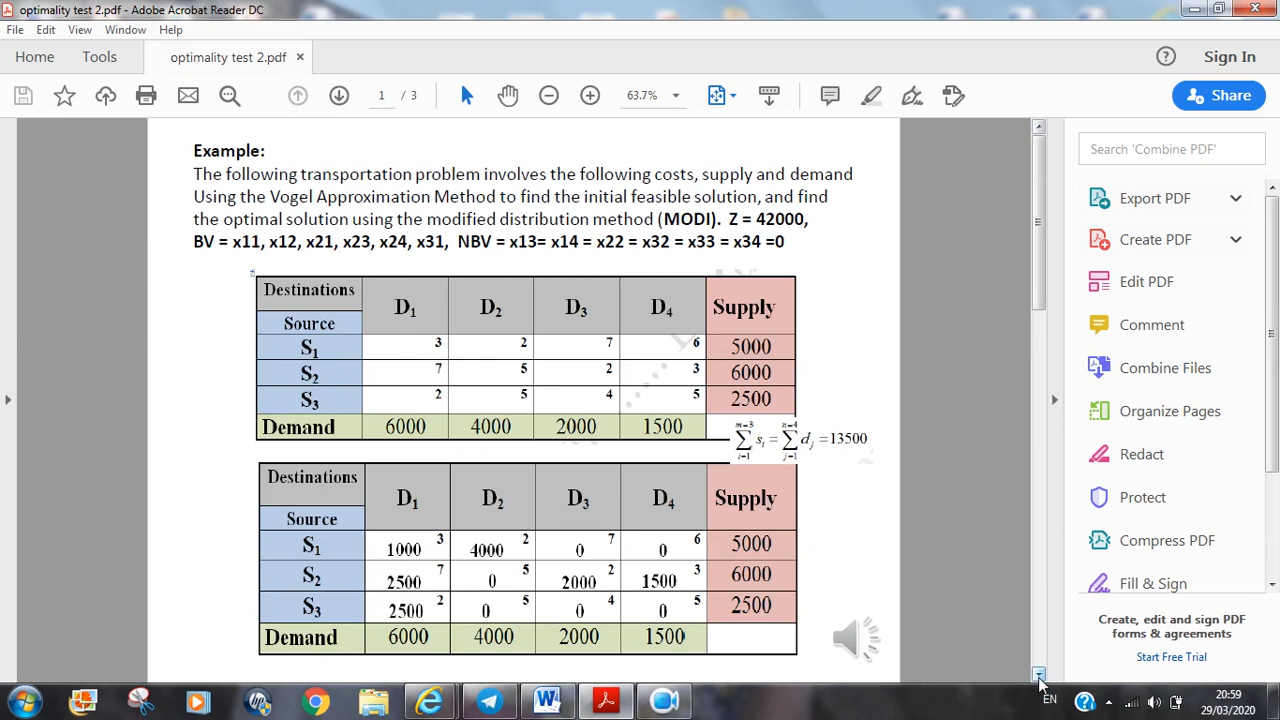 optimality test 2.pdf - Adobe Acrobat Reader DC
File Edit View Window Help
Home Tools optimality test 2.pdf × ? Sign In
1 / 3 63.7% Share
Example:
The following transportation problem involves the following costs, supply and demand
Using the Vogel Approximation Method to find the initial feasible solution, and find
the optimal solution using the modified distribution method (MODI). Z = 42000,
BV = x11, x12, x21, x23, x24, x31, NBV = x13= x14 = x22 = x32 = x33 = x34 =0
Destinations D1 D2 D3 D4 Supply
Source
S1 3 2 7 6 5000
S2 7 5 2 3 6000
S3 2 5 4 5 2500
Demand 6000 4000 2000 1500
m=3 n=4
∑ si = ∑ dj = 13500
i=1 j=1
Destinations D1 D2 D3 D4 Supply
Source
S1 1000 3 4000 2 0 7 0 6 5000
S2 2500 7 0 5 2000 2 1500 3 6000
S3 2500 2 0 5 0 4 0 5 2500
Demand 6000 4000 2000 1500
Search 'Combine PDF'
Export PDF
Create PDF
Edit PDF
Comment
Combine Files
Organize Pages
Redact
Protect
Compress PDF
Fill & Sign
Create, edit and sign PDF
forms & agreements
Start Free Trial
EN
20:59
29/03/2020